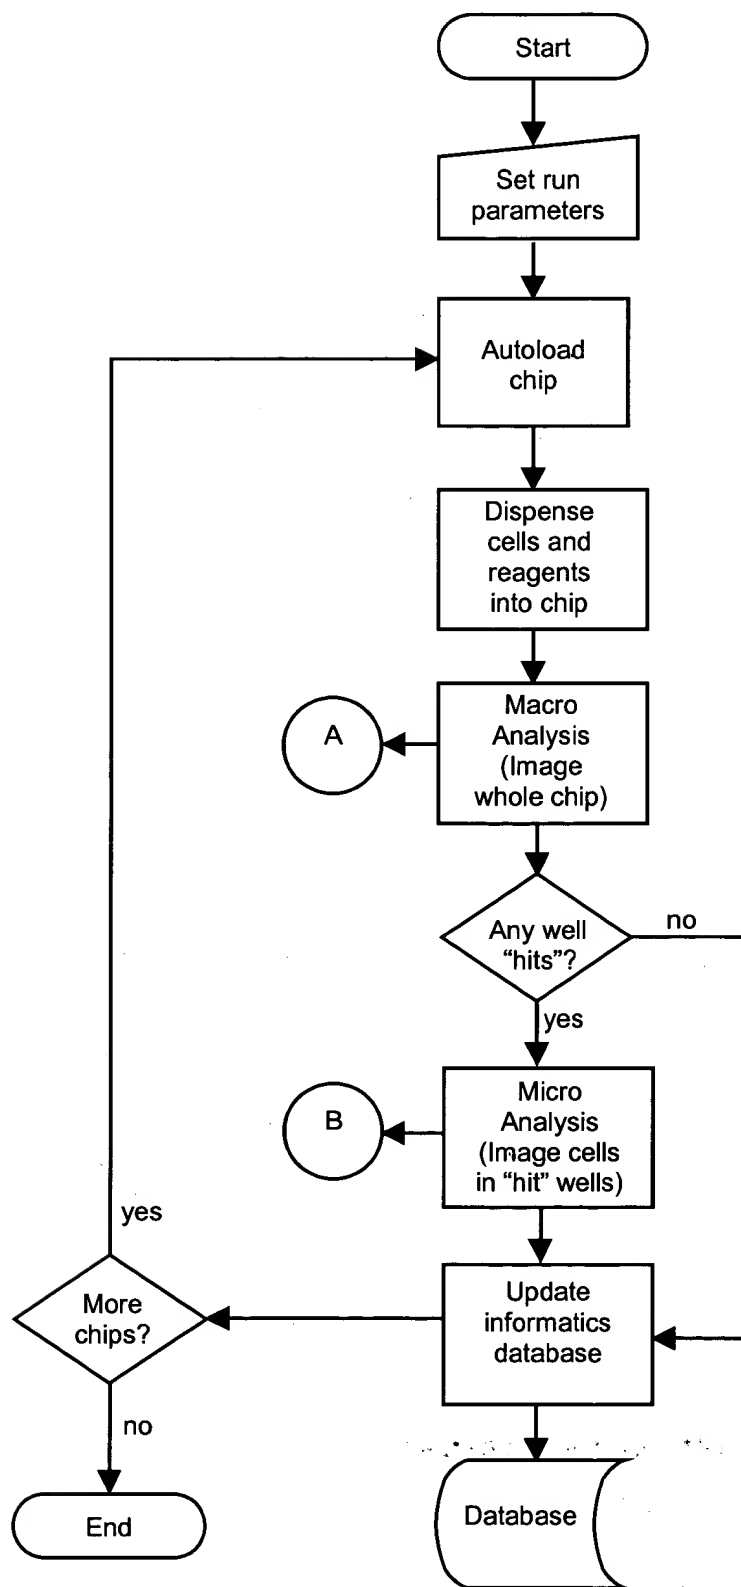 Start
Set run
parameters
Autoload
chip
Dispense
cells and
reagents
into chip
A
Macro
Analysis
(Image
whole chip)
Any well
“hits”?
no
yes
B
Micro
Analysis
(Image cells
in “hit” wells)
yes
More
chips?
Update
informatics
database
no
End
Database